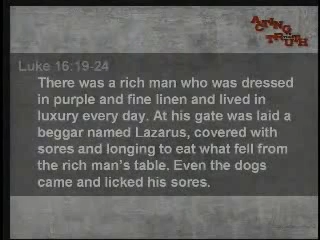 ACTING
TRUTH
Luke 16:19-24
There was a rich man who was dressed
in purple and fine linen and lived in
luxury every day. At his gate was laid a
beggar named Lazarus, covered with
sores and longing to eat what fell from
the rich man's table. Even the dogs
came and licked his sores.